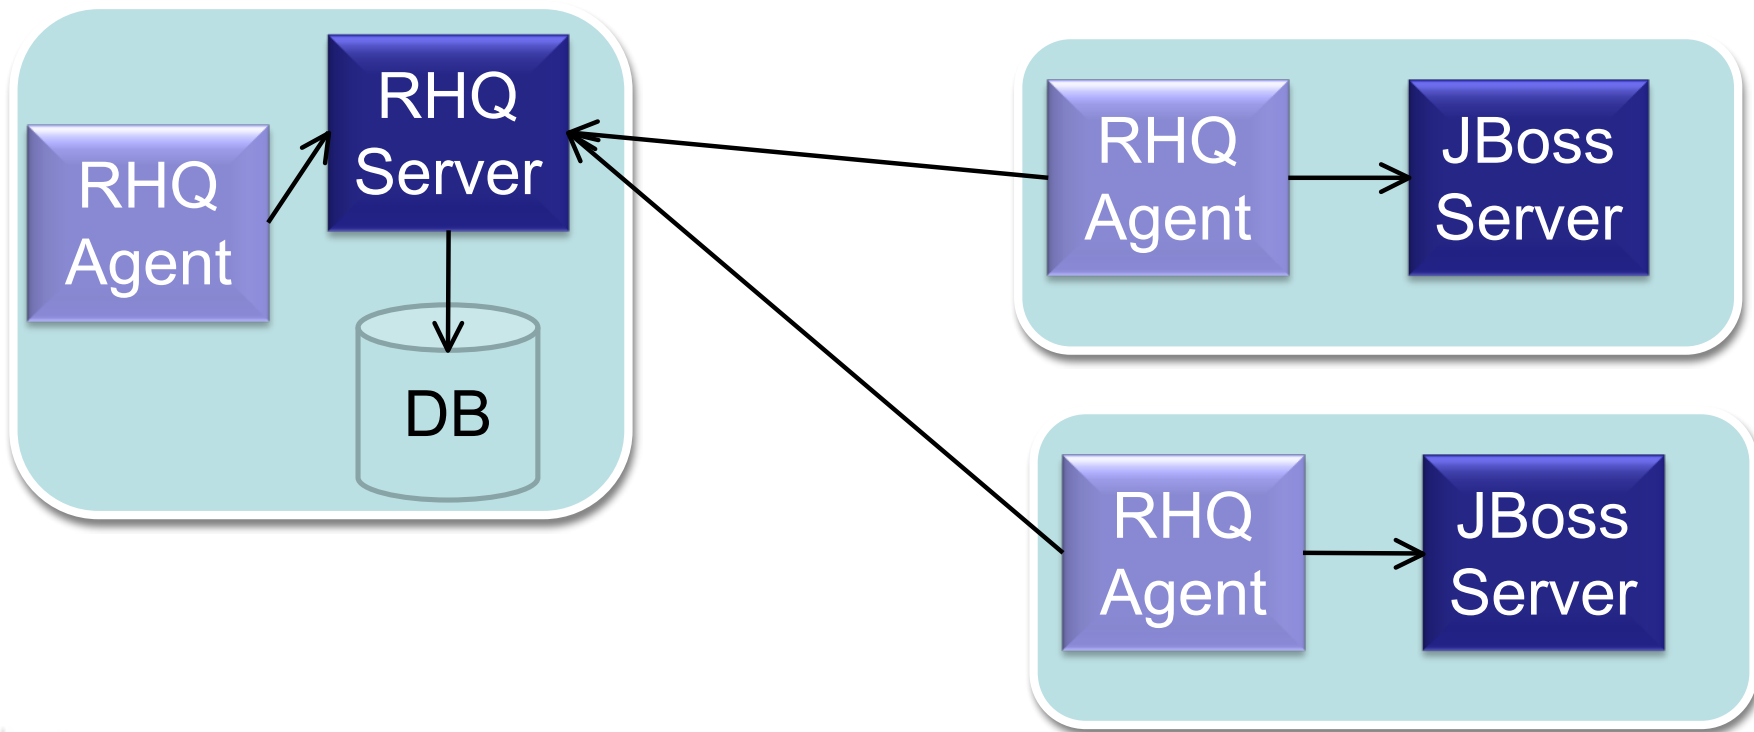 RHQ
Server
RHQ
Agent
DB
RHQ
Agent
JBoss
Server
RHQ
Agent
JBoss
Server